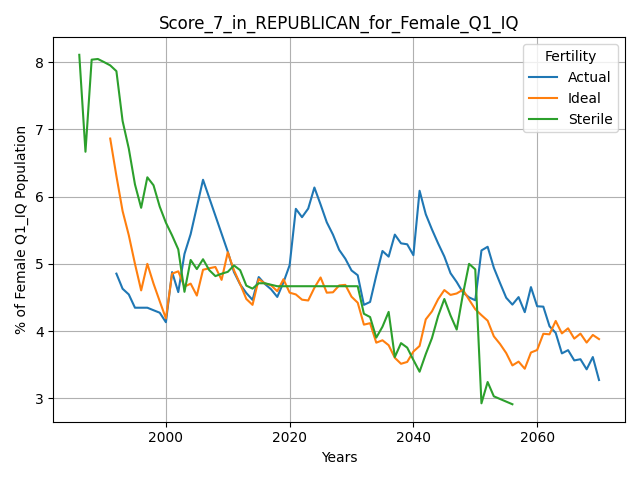 Score_7_in_REPUBLICAN_for_Female_Q1_IQ
% of Female Q1_IQ Population
8
7
6
5
4
3
Fertility
Actual
Ideal
Sterile
2000
2020
2040
2060
Years